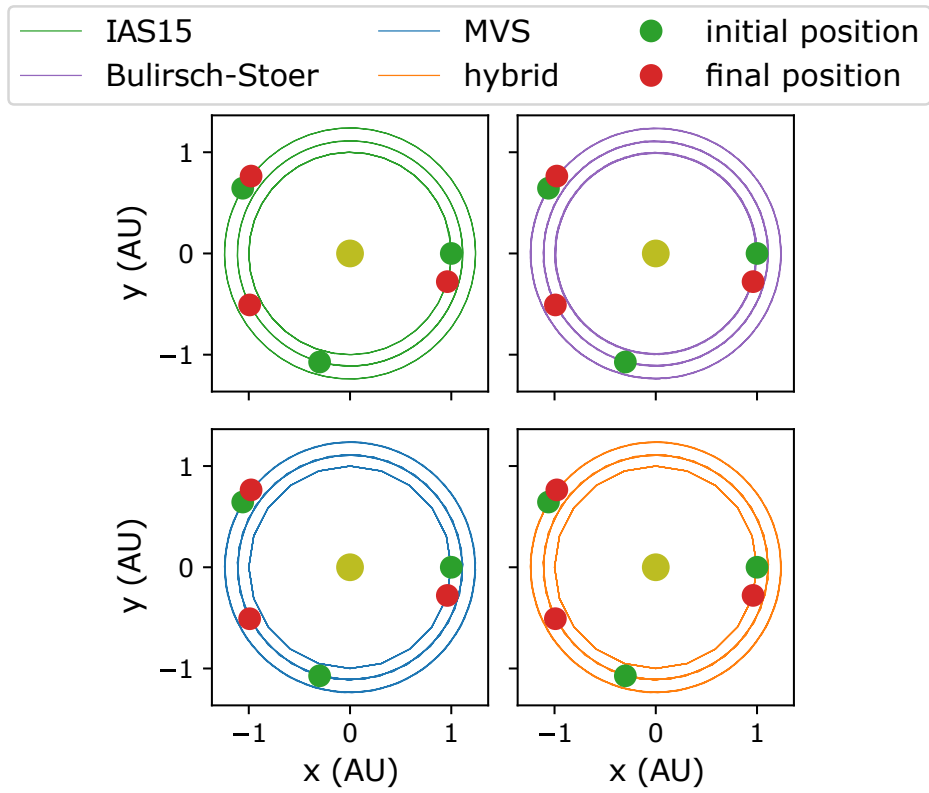 IAS15 MVS initial position
Bulirsch-Stoer hybrid final position
1
0
−1
y (AU)
1
0
−1
y (AU)
−1 0 1 −1 0 1
x (AU) x (AU)